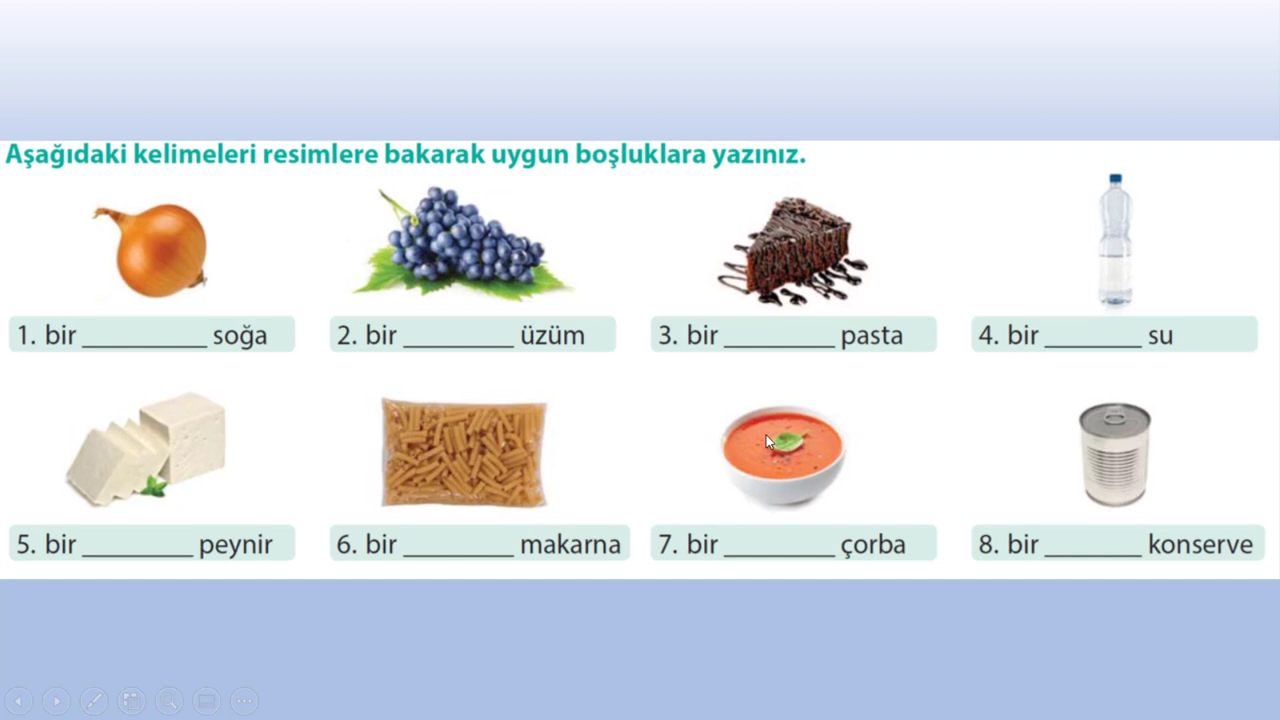 Aşağıdaki kelimeleri resimlere bakarak uygun boşluklara yazınız.
1. bir __________ soğa
2. bir _________ üzüm
3. bir _________ pasta
4. bir ________ su
5. bir _________ peynir
6. bir _________ makarna
7. bir _________ çorba
8. bir ________ konserve